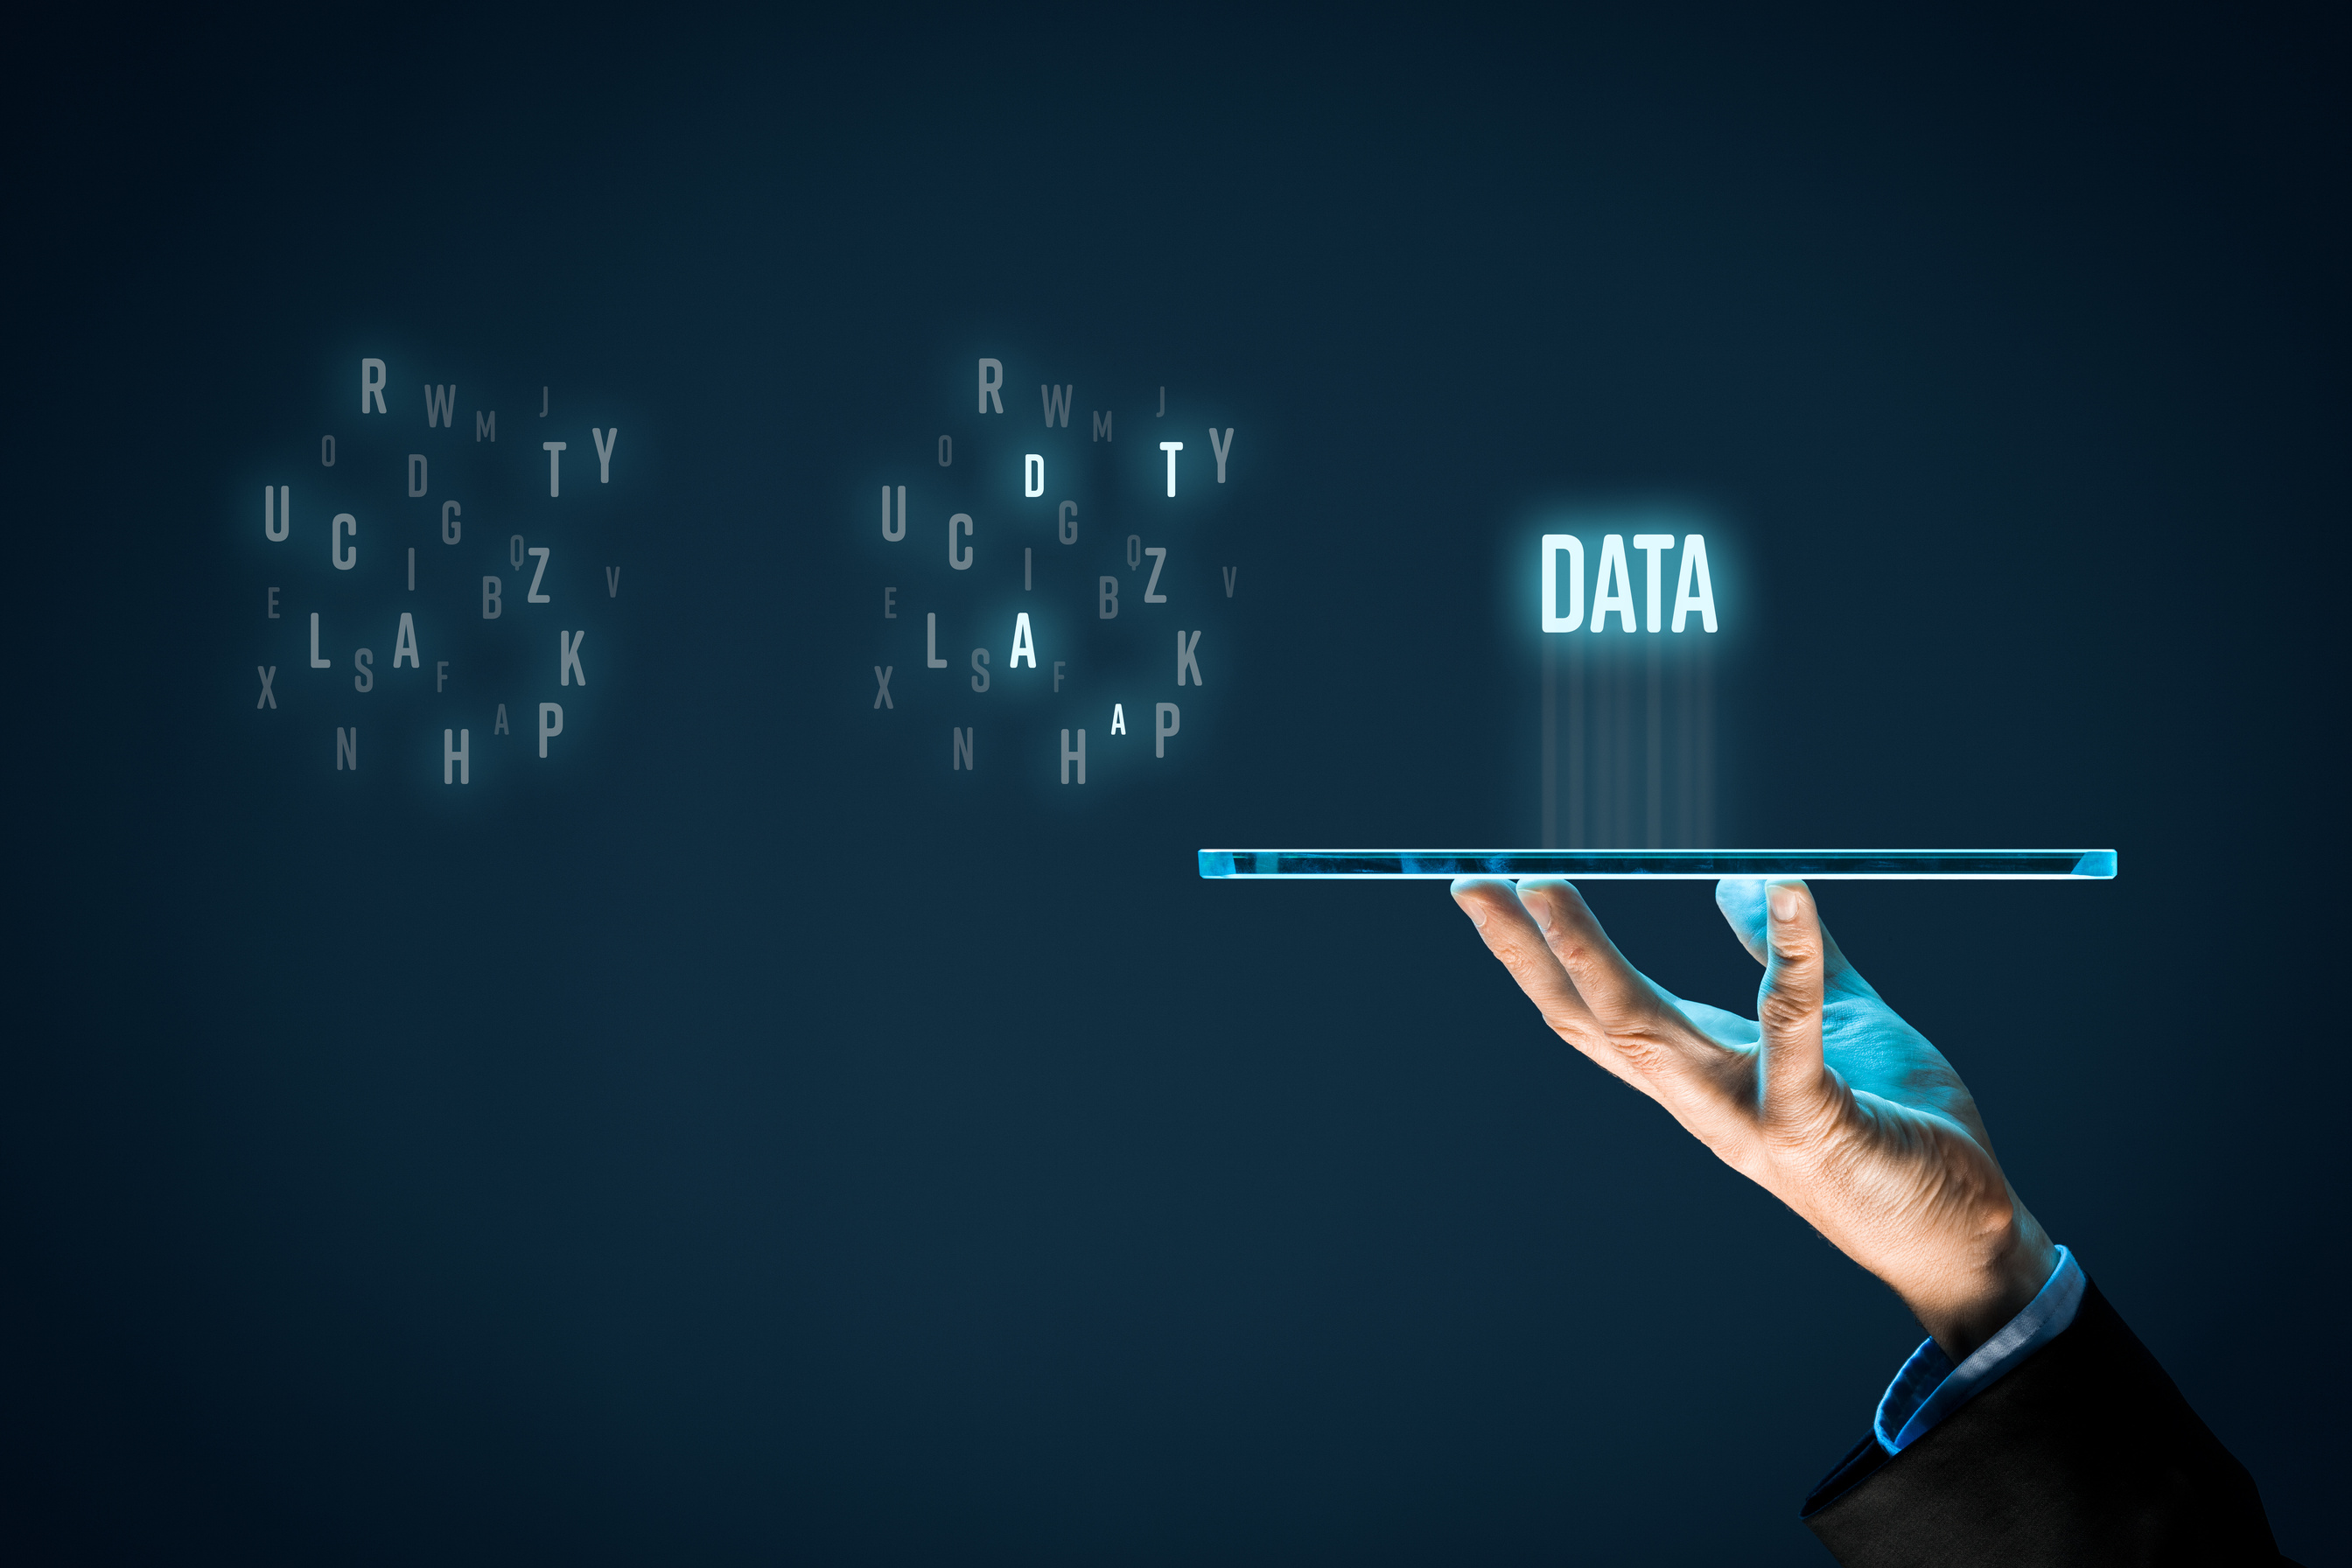 R W M J
O D T Y
U C G
I Q Z V
E B
L S A F K
X
N H A P
R W M J
O D T Y
U C G
I Q Z V
E B
L S A F K
X
N H A P
DATA